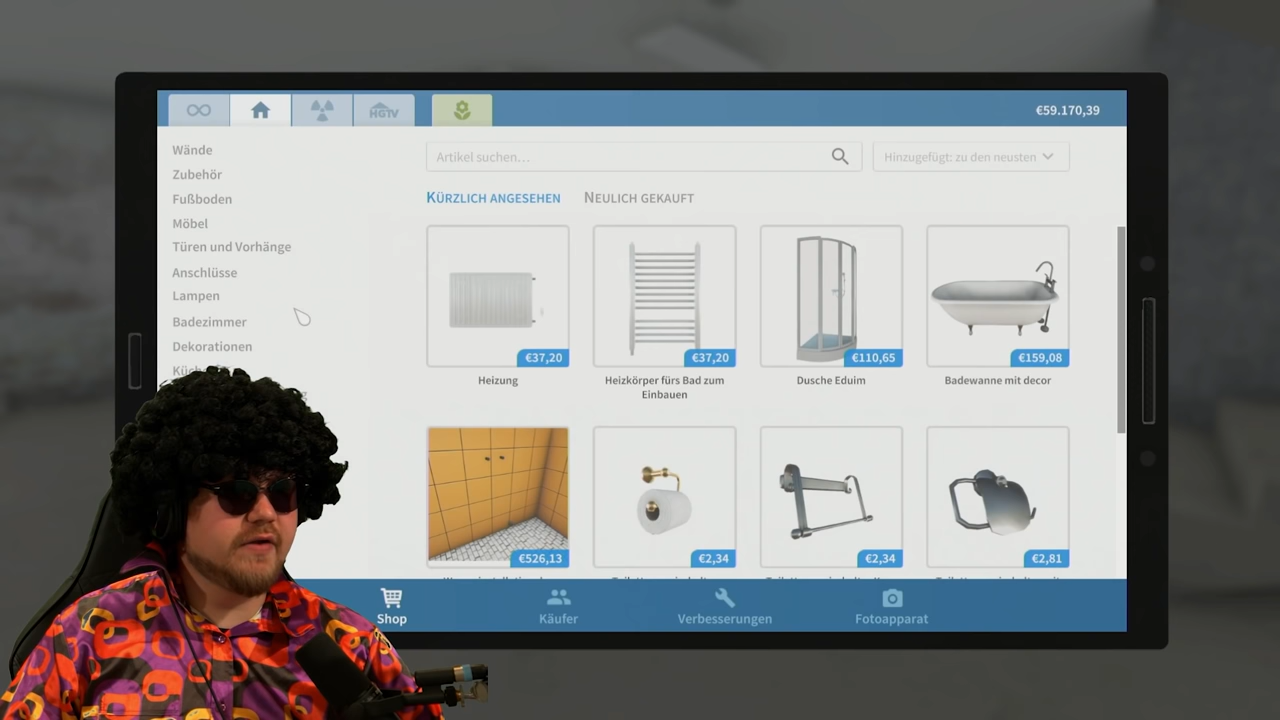 HGTV
€59.170,39
Wände
Zubehör
Fußboden
Möbel
Türen und Vorhänge
Anschlüsse
Lampen
Badezimmer
Dekorationen
Artikel suchen...
Hinzugefügt: zu den neusten
KÜRZLICH ANGESEHEN
NEULICH GEKAUFT
€37,20
€37,20
€110,65
€159,08
Heizung
Heizkörper fürs Bad zum
Einbauen
Dusche Eduim
Badewanne mit decor
€526,13
€2,34
€2,34
€2,81
Shop
Käufer
Verbesserungen
Fotoapparat